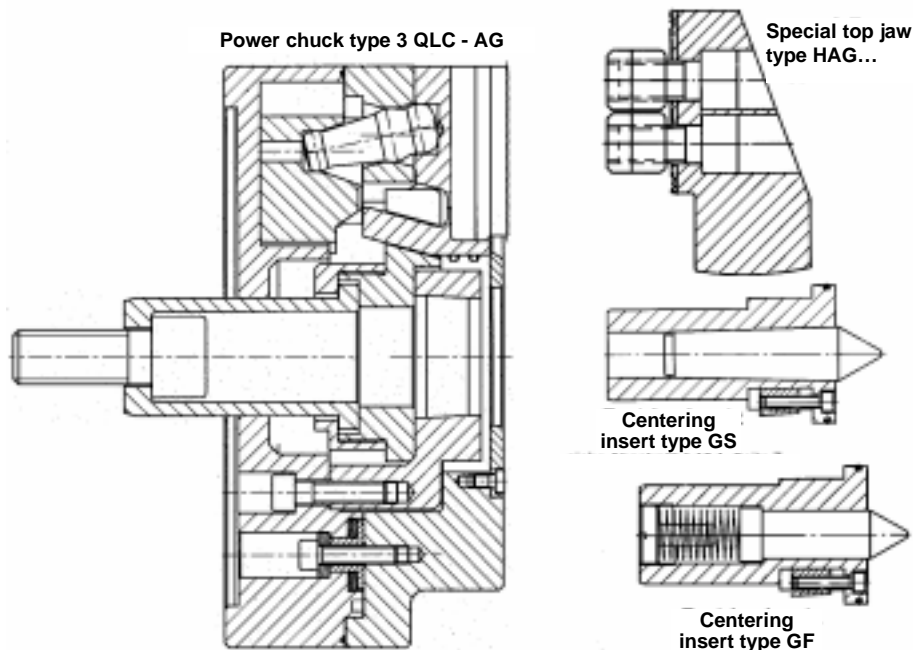 Power chuck type 3 QLC - AG
Special top jaw
type HAG...
Centering
insert type GS
Centering
insert type GF